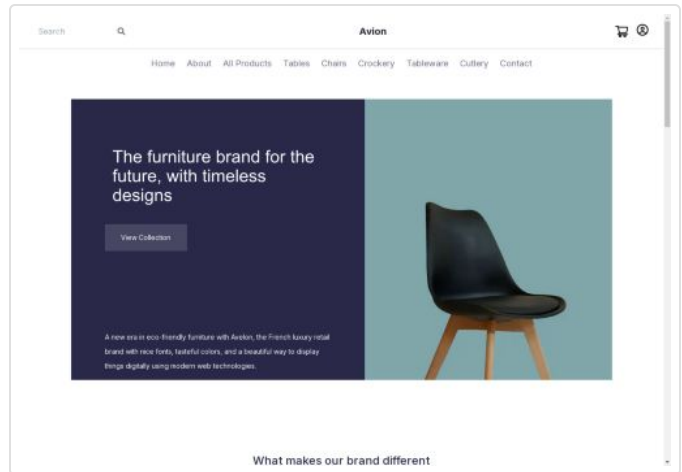 Search
Avion
Home About All Products Tables Chairs Crockery Tableware Cutlery Contact
The furniture brand for the
future, with timeless
designs
View Collection
A new era in eco-friendly furniture with Avelon, the French luxury retail
brand with nice fonts, tasteful colors, and a beautiful way to display
things digitally using modern web technologies.
What makes our brand different